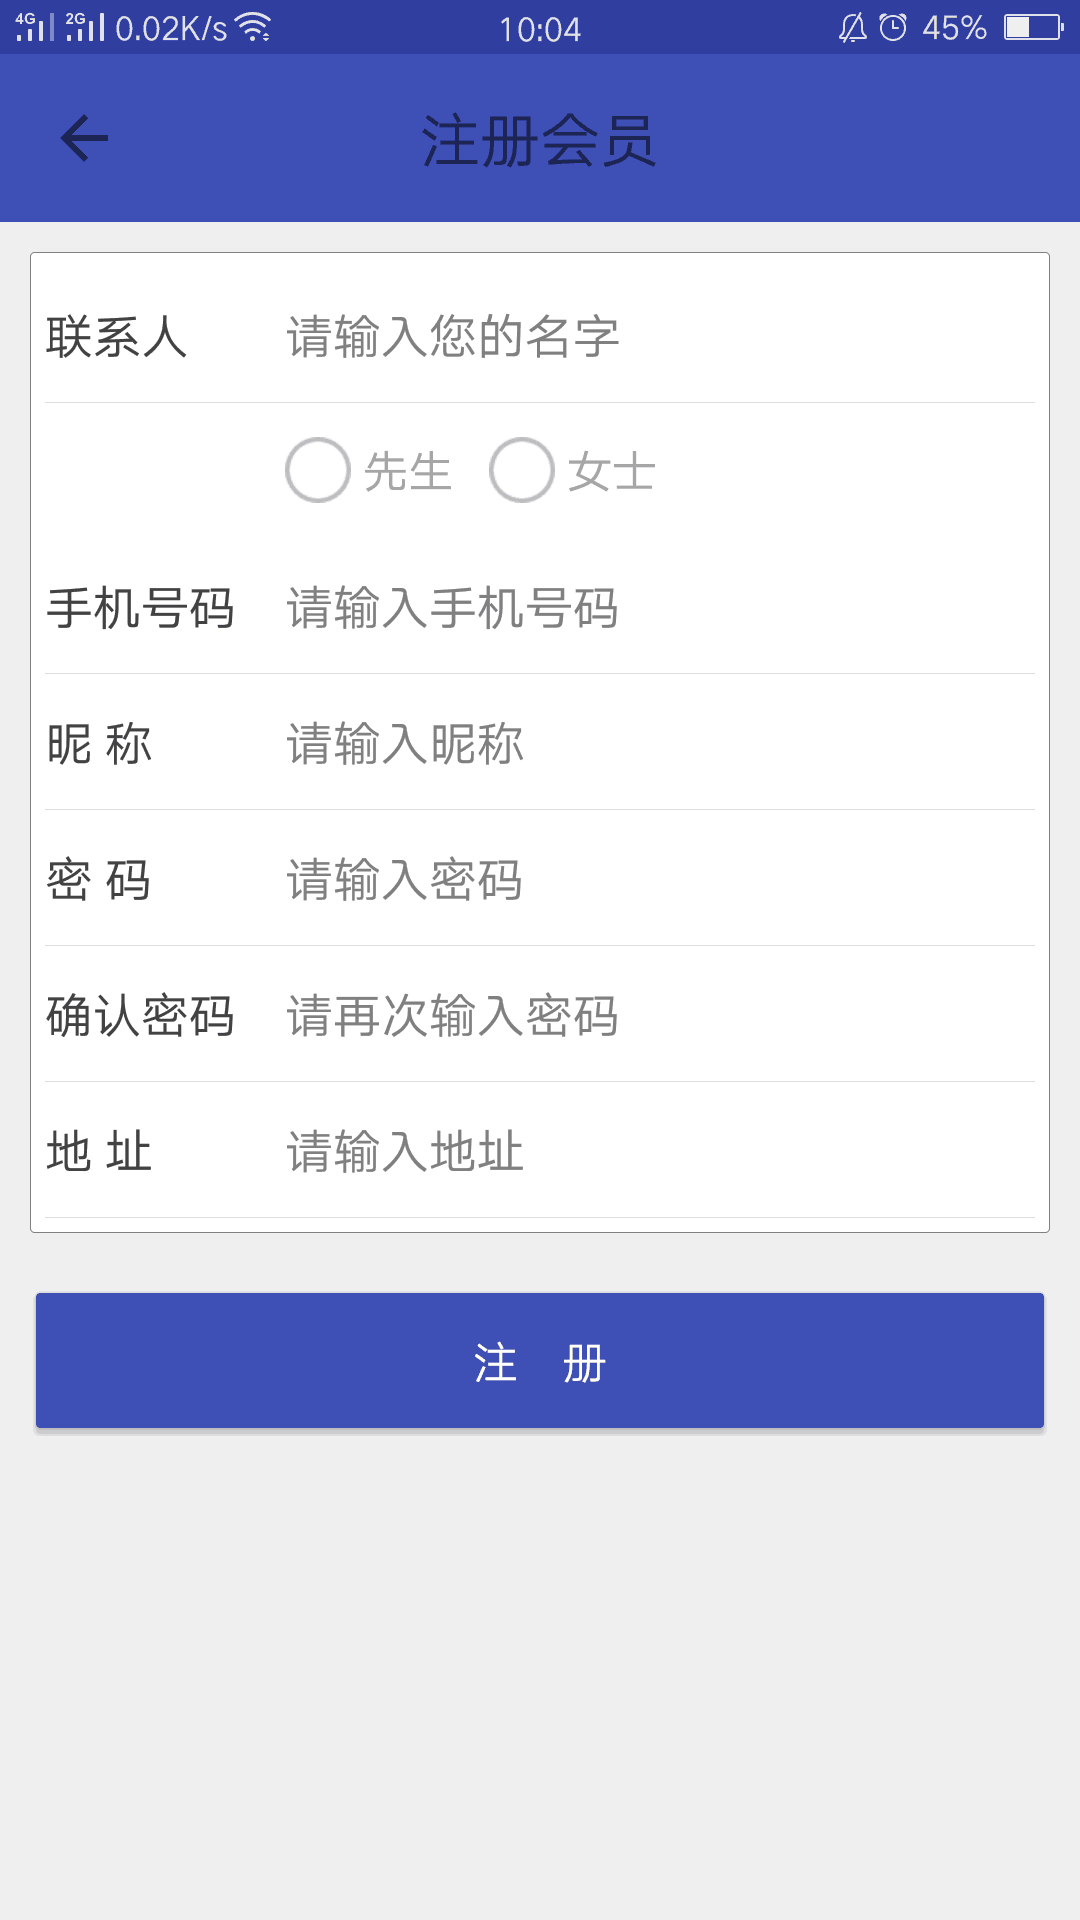 4G 2G 0.02K/s 10:04 45%
注册会员
联系人 请输入您的名字
先生 女士
手机号码 请输入手机号码
昵 称 请输入昵称
密 码 请输入密码
确认密码 请再次输入密码
地 址 请输入地址
注 册